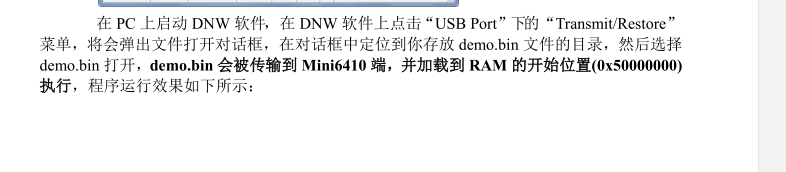 在 PC 上启动 DNW 软件，在 DNW 软件上点击“USB Port”下的“Transmit/Restore”
菜单，将会弹出文件打开对话框，在对话框中定位到你存放 demo.bin 文件的目录，然后选择
demo.bin 打开，demo.bin 会被传输到 Mini6410 端，并加载到 RAM 的开始位置(0x50000000)
执行，程序运行效果如下所示：